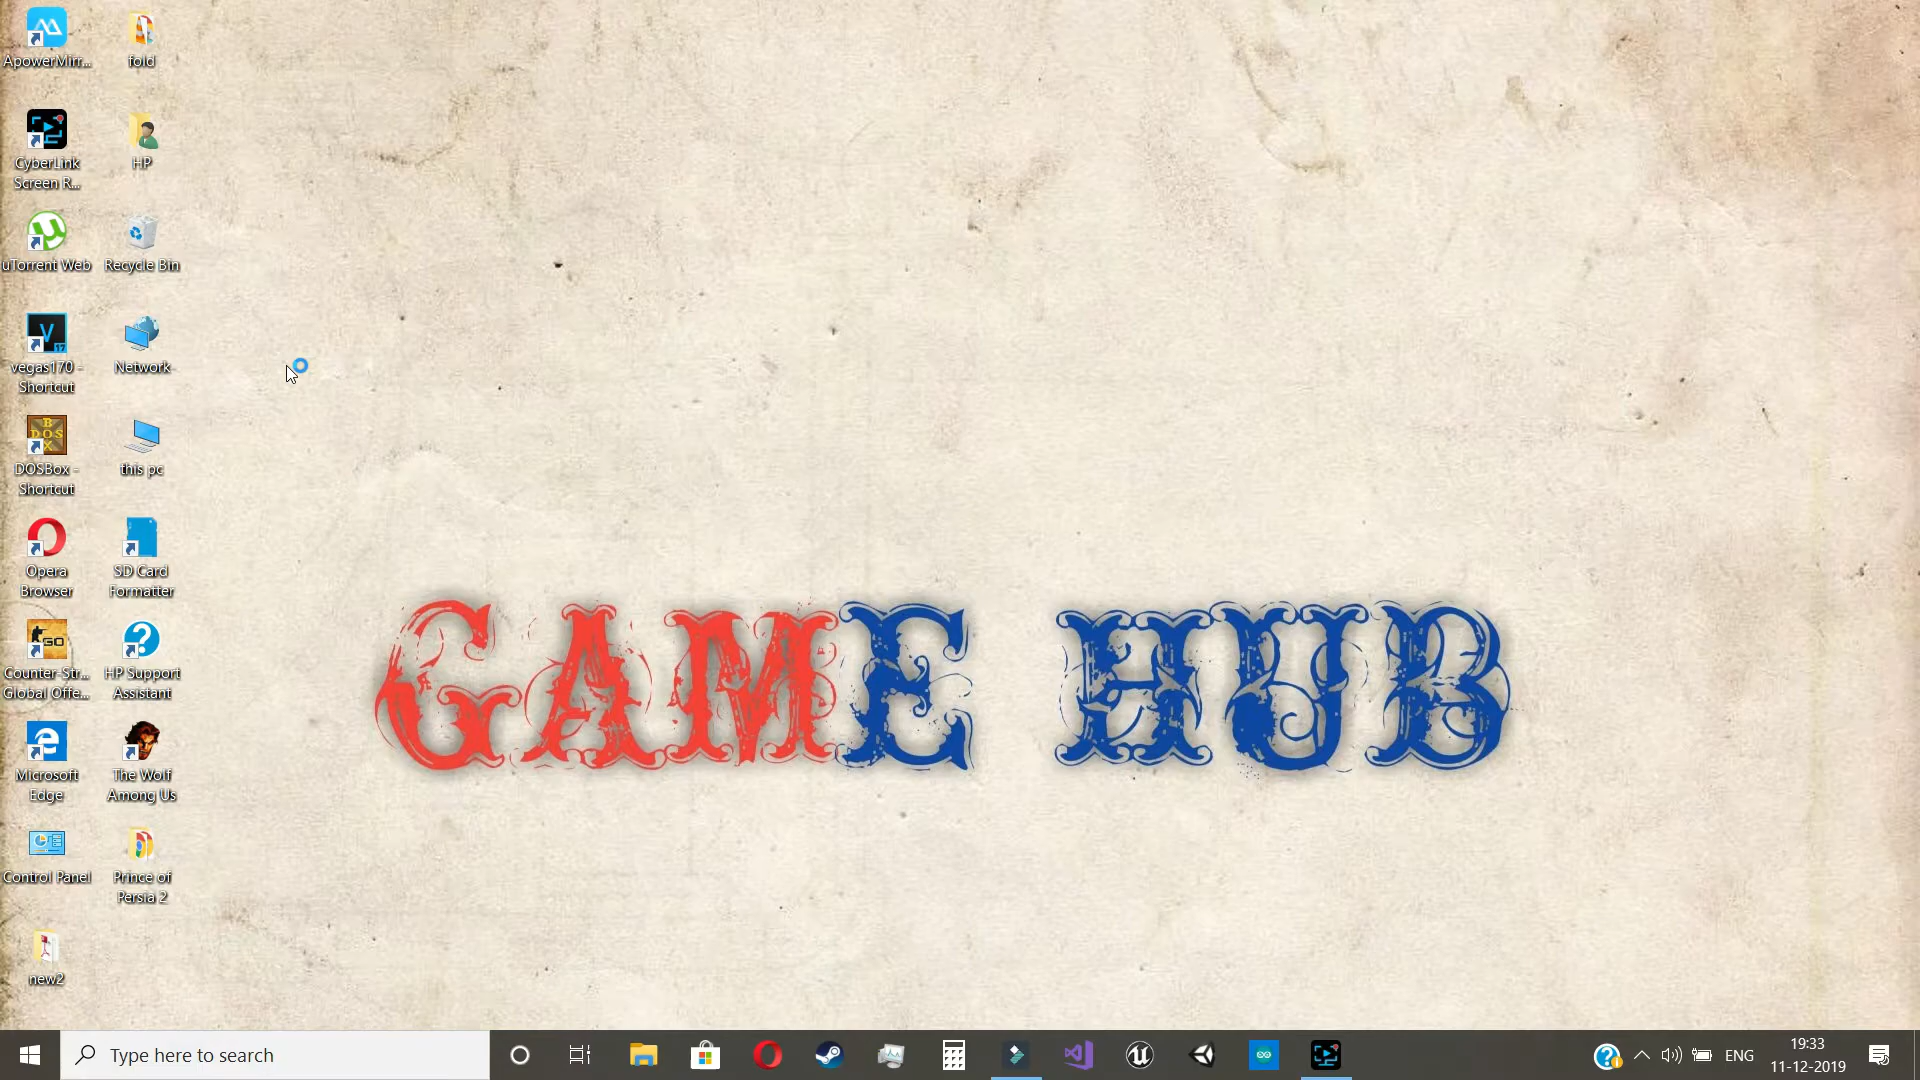 ApowerMirr...
fold
CyberLink
Screen R...
HP
uTorrent Web
Recycle Bin
vegas170 -
Shortcut
Network
DOSBox -
Shortcut
this pc
Opera
Browser
SD Card
Formatter
Counter-Str...
Global Offe...
HP Support
Assistant
Microsoft
Edge
The Wolf
Among Us
Control Panel
Prince of
Persia 2
new2
GAME HUB
Type here to search
ENG
19:33
11-12-2019